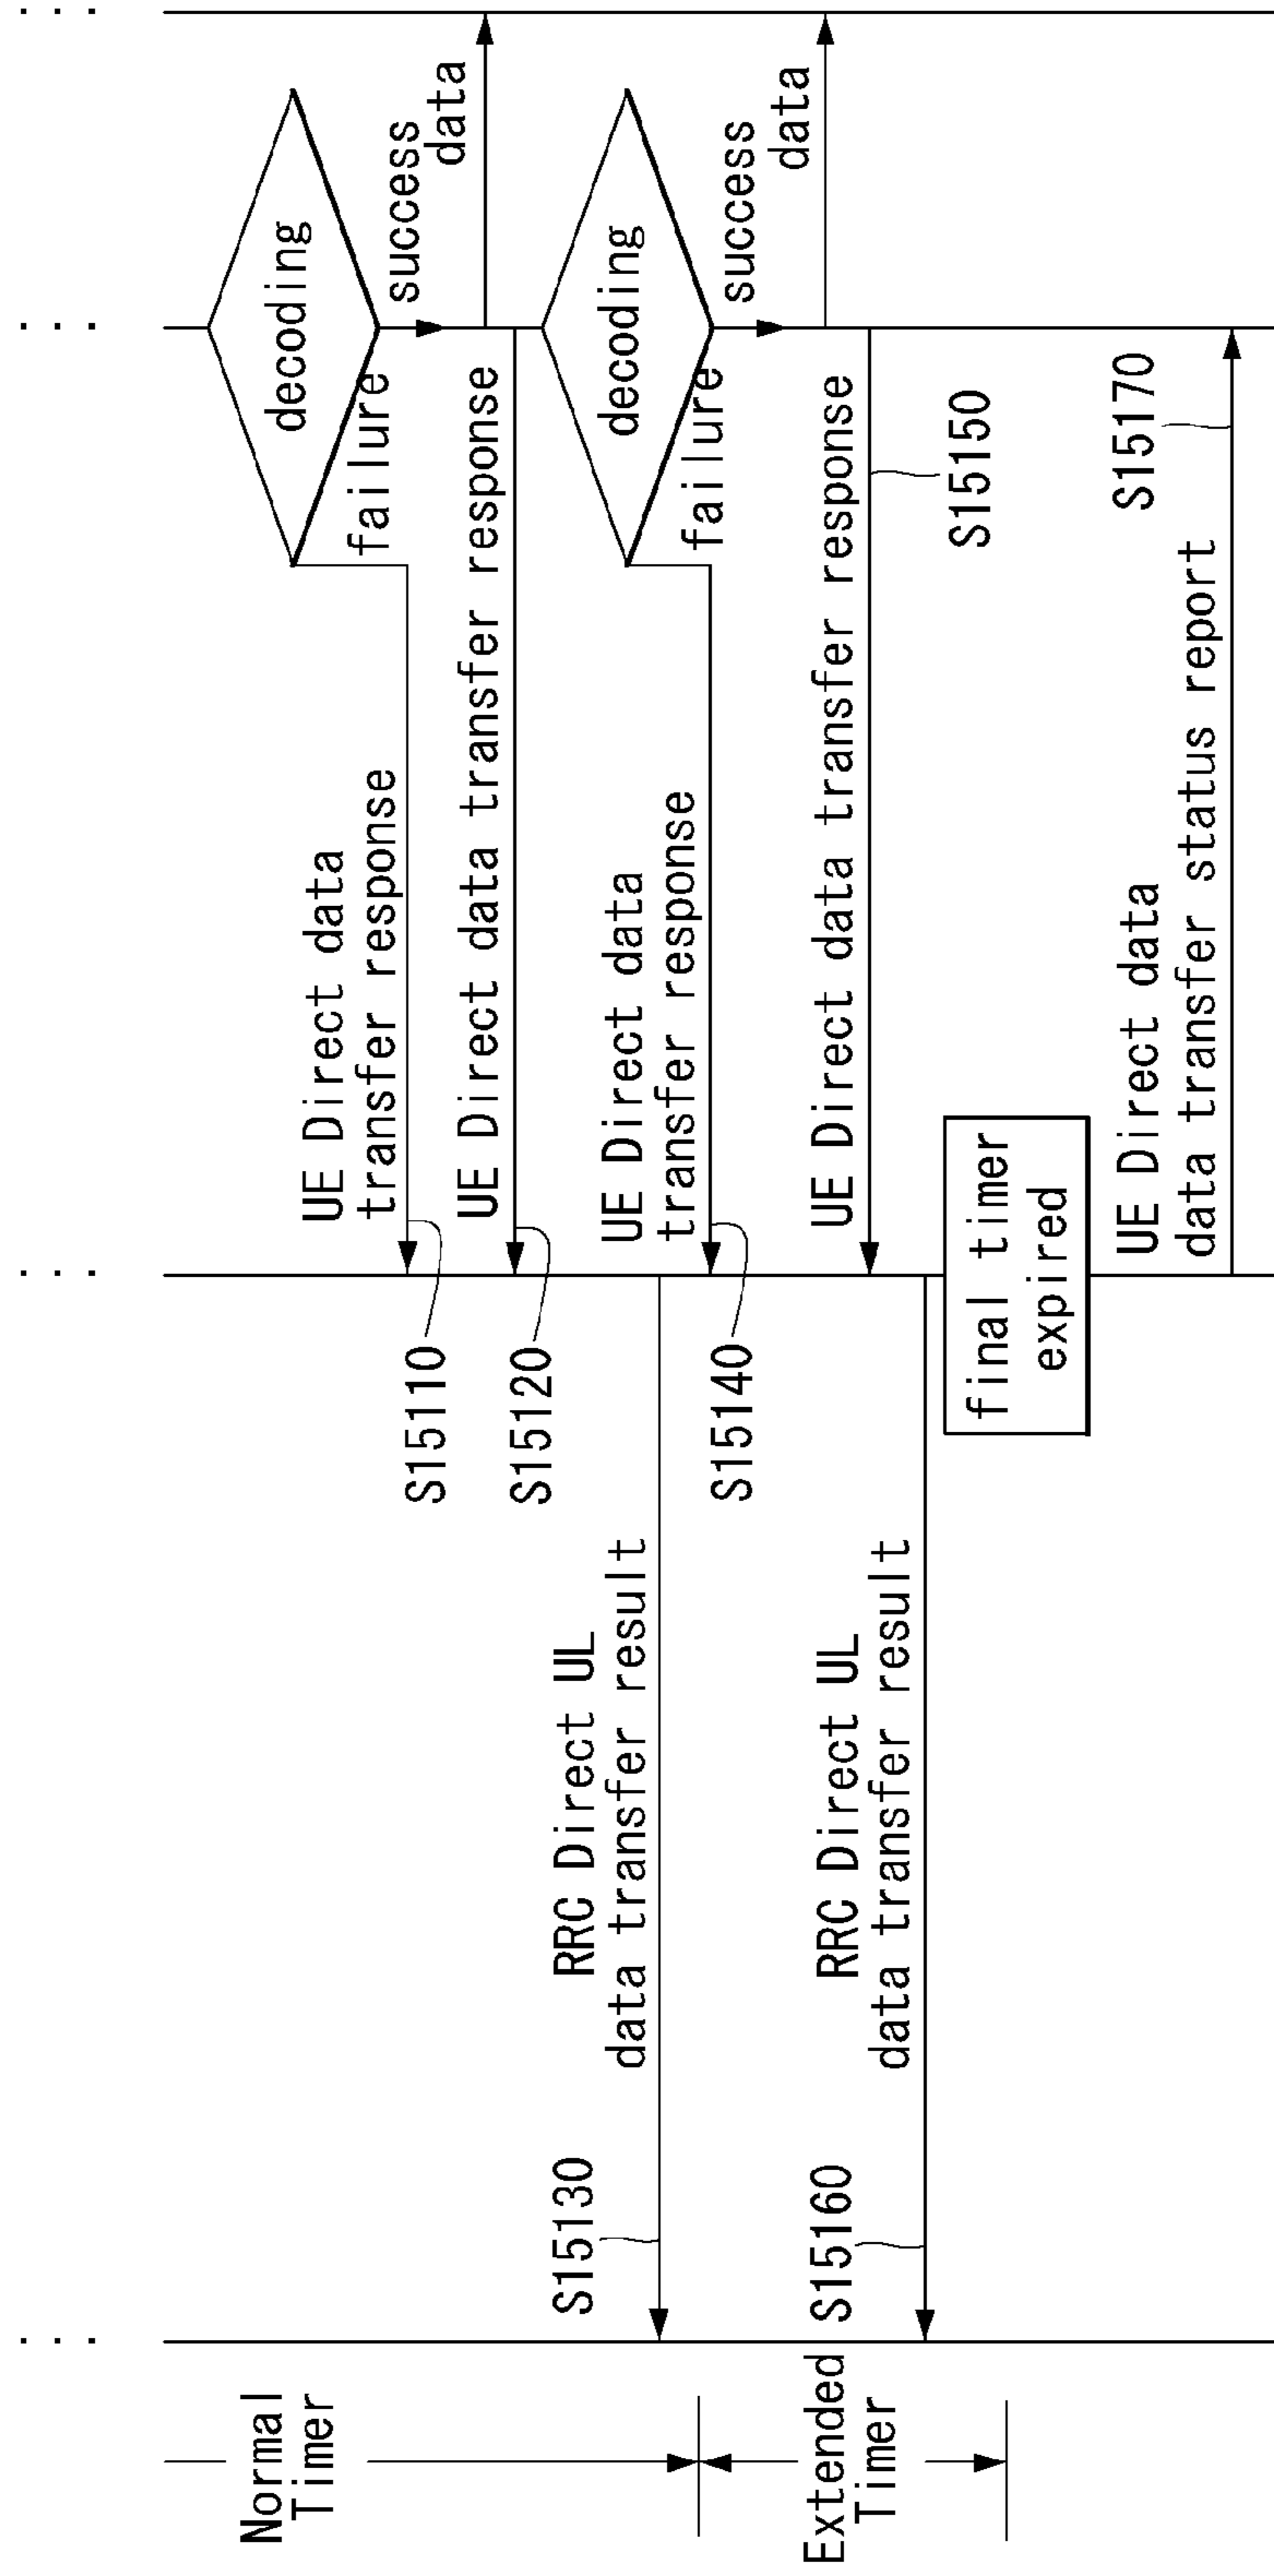 Normal
Timer
Extended
Timer
decoding
failure
success
data
UE Direct data
transfer response
S15110
UE Direct data transfer response
S15120
decoding
failure
success
data
RRC Direct UL
data transfer result
S15130
UE Direct data
transfer response
S15140
UE Direct data transfer response
S15150
RRC Direct UL
data transfer result
S15160
final timer
expired
UE Direct data
data transfer status report
S15170